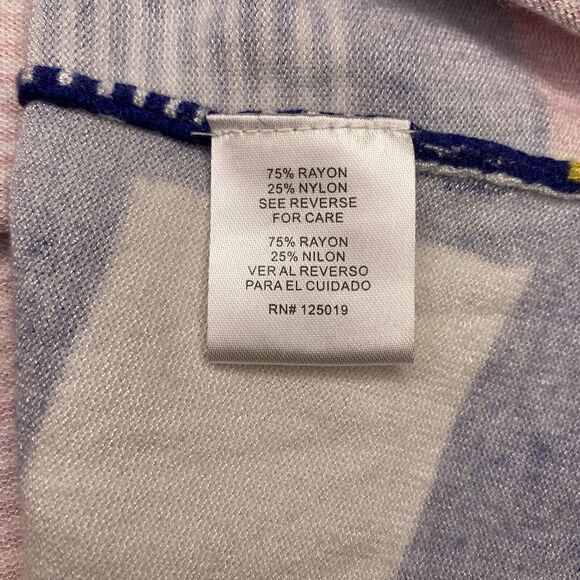 75% RAYON
25% NYLON
SEE REVERSE
FOR CARE
75% RAYON
25% NILON
VER AL REVERSO
PARA EL CUIDADO
RN# 125019